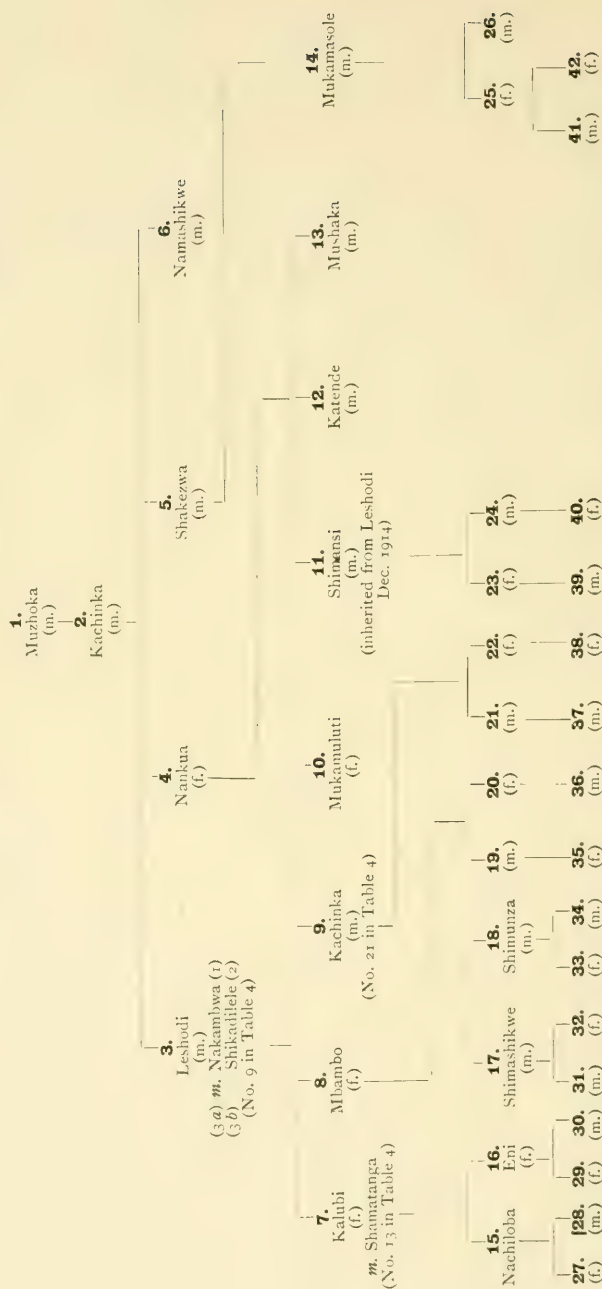 1.
Muzhoka
(m.)
2.
Kachinka
(m.)
3.
Leshodi
(m.)
(3 a) m. Nakambwa (1)
(3 b) Shikadilele (2)
(No. 9 in Table 4)
4.
Nankua
(f.)
5.
Shakezwa
(m.)
6.
Namashikwe
(m.)
7.
Kalubi
(f.)
m. Shamatanga
(No. 13 in Table 4)
8.
Mbambo
(f.)
9.
Kachinka
(m.)
(No. 21 in Table 4)
10.
Mukamuluti
(f.)
11.
Shimansi
(m.)
(inherited from Leshodi
Dec. 1914)
12.
Katende
(m.)
13.
Mushaka
(m.)
14.
Mukamasole
(m.)
15.
Nachiloba
16.
Eni
(f.)
17.
Shimashikwe
(m.)
18.
Shimunza
(m.)
19.
(m.)
20.
(f.)
21.
(m.)
22.
(f.)
23.
(f.)
24.
(m.)
25.
(f.)
26.
(m.)
27.
(f.)
[28.
(m.)
29.
(f.)
30.
(m.)
31.
(m.)
32.
(f.)
33.
(f.)
34.
(m.)
35.
(f.)
36.
(m.)
37.
(m.)
38.
(f.)
39.
(m.)
40.
(f.)
41.
(m.)
42.
(f.)